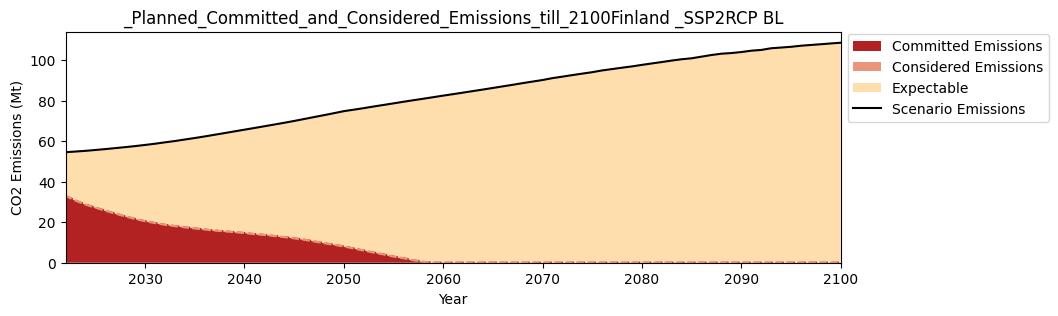 _Planned_Committed_and_Considered_Emissions_till_2100Finland _SSP2RCP BL
CO2 Emissions (Mt)
100
80
60
40
20
0
2030 2040 2050 2060 2070 2080 2090 2100
Year
Committed Emissions
Considered Emissions
Expectable
Scenario Emissions